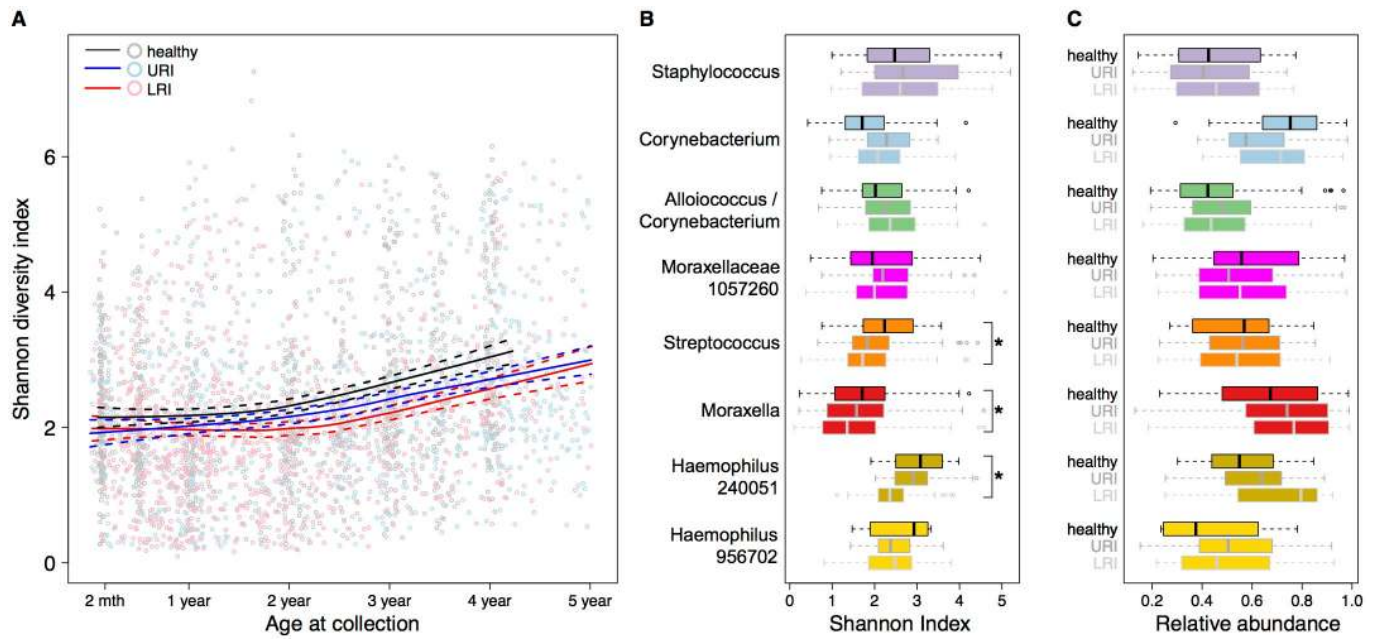 A
healthy
URI
LRI
Shannon diversity index
6
4
2
0
2 mth 1 year 2 year 3 year 4 year 5 year
Age at collection
B
Staphylococcus
Corynebacterium
Alloiococcus /
Corynebacterium
Moraxellaceae
1057260
Streptococcus
*
Moraxella
*
Haemophilus
240051
*
Haemophilus
956702
0 1 2 3 4 5
Shannon Index
C
healthy
URI
LRI
healthy
URI
LRI
healthy
URI
LRI
healthy
URI
LRI
healthy
URI
LRI
healthy
URI
LRI
healthy
URI
LRI
healthy
URI
LRI
0.2 0.4 0.6 0.8 1.0
Relative abundance